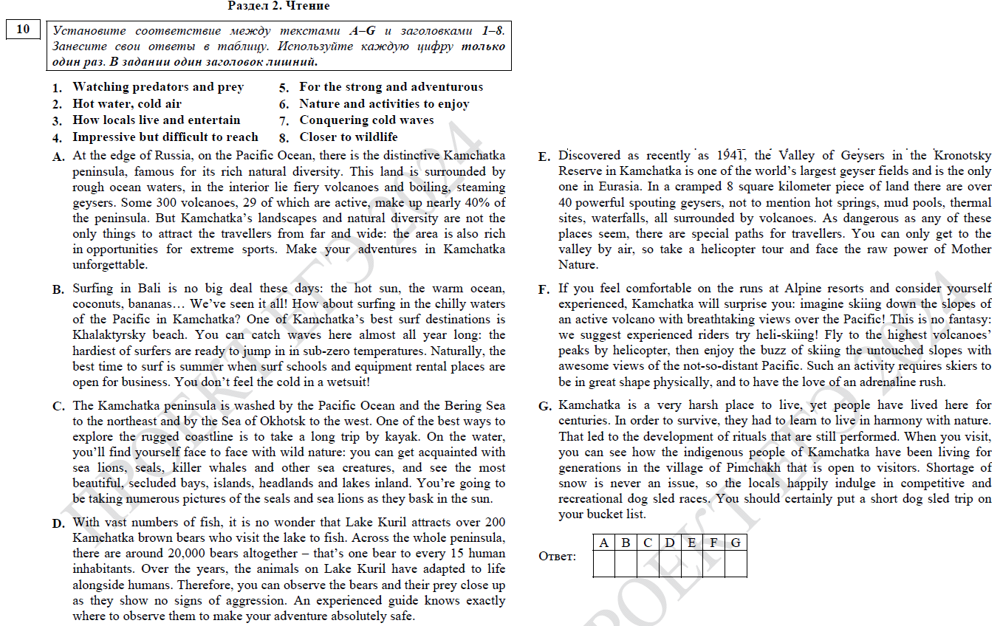 Раздел 2. Чтение
10
Установите соответствие между текстами A–G и заголовками 1–8.
Занесите свои ответы в таблицу. Используйте каждую цифру только
один раз. В задании один заголовок лишний.
1. Watching predators and prey
2. Hot water, cold air
3. How locals live and entertain
4. Impressive but difficult to reach
5. For the strong and adventurous
6. Nature and activities to enjoy
7. Conquering cold waves
8. Closer to wildlife
A. At the edge of Russia, on the Pacific Ocean, there is the distinctive Kamchatka
peninsula, famous for its rich natural diversity. This land is surrounded by
rough ocean waters, in the interior lie fiery volcanoes and boiling, steaming
geysers. Some 300 volcanoes, 29 of which are active, make up nearly 40% of
the peninsula. But Kamchatka's landscapes and natural diversity are not the
only things to attract the travellers from far and wide: the area is also rich
in opportunities for extreme sports. Make your adventures in Kamchatka
unforgettable.
B. Surfing in Bali is no big deal these days: the hot sun, the warm ocean,
coconuts, bananas… We've seen it all! How about surfing in the chilly waters
of the Pacific in Kamchatka? One of Kamchatka's best surf destinations is
Khalaktyrsky beach. You can catch waves here almost all year long: the
hardiest of surfers are ready to jump in in sub-zero temperatures. Naturally, the
best time to surf is summer when surf schools and equipment rental places are
open for business. You don't feel the cold in a wetsuit!
C. The Kamchatka peninsula is washed by the Pacific Ocean and the Bering Sea
to the northeast and by the Sea of Okhotsk to the west. One of the best ways to
explore the rugged coastline is to take a long trip by kayak. On the water,
you'll find yourself face to face with wild nature: you can get acquainted with
sea lions, seals, killer whales and other sea creatures, and see the most
beautiful, secluded bays, islands, headlands and lakes inland. You're going to
be taking numerous pictures of the seals and sea lions as they bask in the sun.
D. With vast numbers of fish, it is no wonder that Lake Kuril attracts over 200
Kamchatka brown bears who visit the lake to fish. Across the whole peninsula,
there are around 20,000 bears altogether – that's one bear to every 15 human
inhabitants. Over the years, the animals on Lake Kuril have adapted to life
alongside humans. Therefore, you can observe the bears and their prey close up
as they show no signs of aggression. An experienced guide knows exactly
where to observe them to make your adventure absolutely safe.
E. Discovered as recently as 1941, the Valley of Geysers in the Kronotsky
Reserve in Kamchatka is one of the world's largest geyser fields and is the only
one in Eurasia. In a cramped 8 square kilometer piece of land there are over
40 powerful spouting geysers, not to mention hot springs, mud pools, thermal
sites, waterfalls, all surrounded by volcanoes. As dangerous as any of these
places seem, there are special paths for travellers. You can only get to the
valley by air, so take a helicopter tour and face the raw power of Mother
Nature.
F. If you feel comfortable on the runs at Alpine resorts and consider yourself
experienced, Kamchatka will surprise you: imagine skiing down the slopes of
an active volcano with breathtaking views over the Pacific! This is no fantasy:
we suggest experienced riders try heli-skiing! Fly to the highest volcanoes'
peaks by helicopter, then enjoy the buzz of skiing the untouched slopes with
awesome views of the not-so-distant Pacific. Such an activity requires skiers to
be in great shape physically, and to have the love of an adrenaline rush.
G. Kamchatka is a very harsh place to live, yet people have lived here for
centuries. In order to survive, they had to learn to live in harmony with nature.
That led to the development of rituals that are still performed. When you visit,
you can see how the indigenous people of Kamchatka have been living for
generations in the village of Pimchakh that is open to visitors. Shortage of
snow is never an issue, so the locals happily indulge in competitive and
recreational dog sled races. You should certainly put a short dog sled trip on
your bucket list.
Ответ:
A B C D E F G
ПРОЕКТ ЕГЭ 2024
ПРОЕКТ ЕГЭ 2024